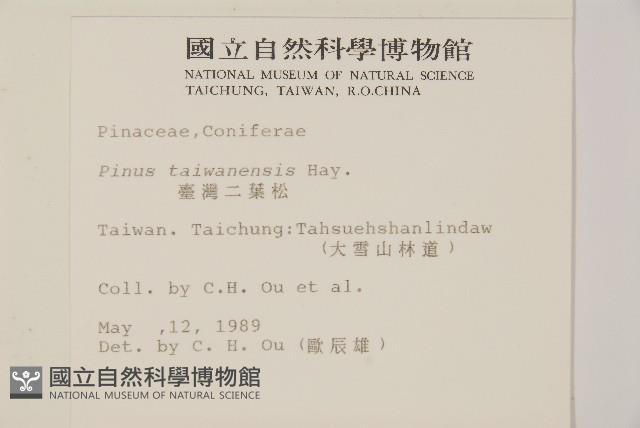 國立自然科學博物館
NATIONAL MUSEUM OF NATURAL SCIENCE
TAICHUNG, TAIWAN, R.O.CHINA
Pinaceae,Coniferae
Pinus taiwanensis Hay.
臺灣二葉松
Taiwan. Taichung:Tahsuehshanlindaw
(大雪山林道)
Coll. by C.H. Ou et al.
May ,12, 1989
Det. by C. H. Ou (歐辰雄)
國立自然科學博物館
NATIONAL MUSEUM OF NATURAL SCIENCE